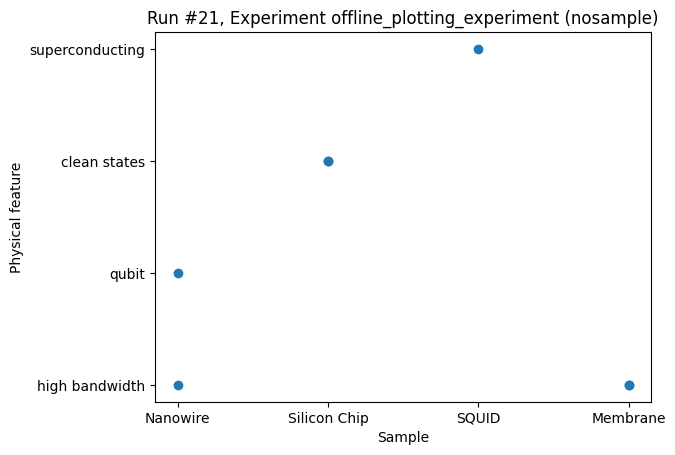 Run #21, Experiment offline_plotting_experiment (nosample)
superconducting
clean states
qubit
high bandwidth
Physical feature
Nanowire Silicon Chip SQUID Membrane
Sample